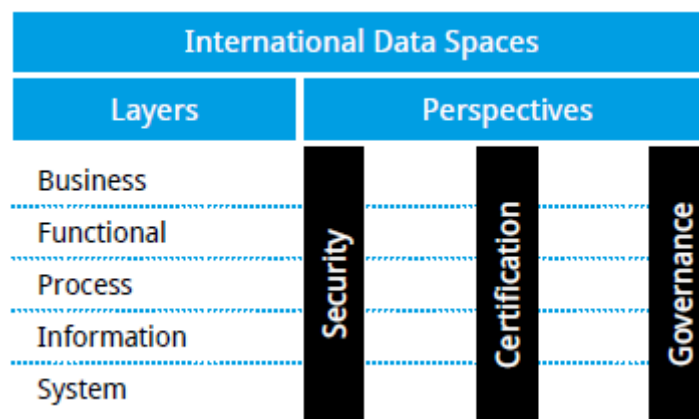 International Data Spaces
Layers
Perspectives
Business
Functional
Process
Information
System
Security
Certification
Governance